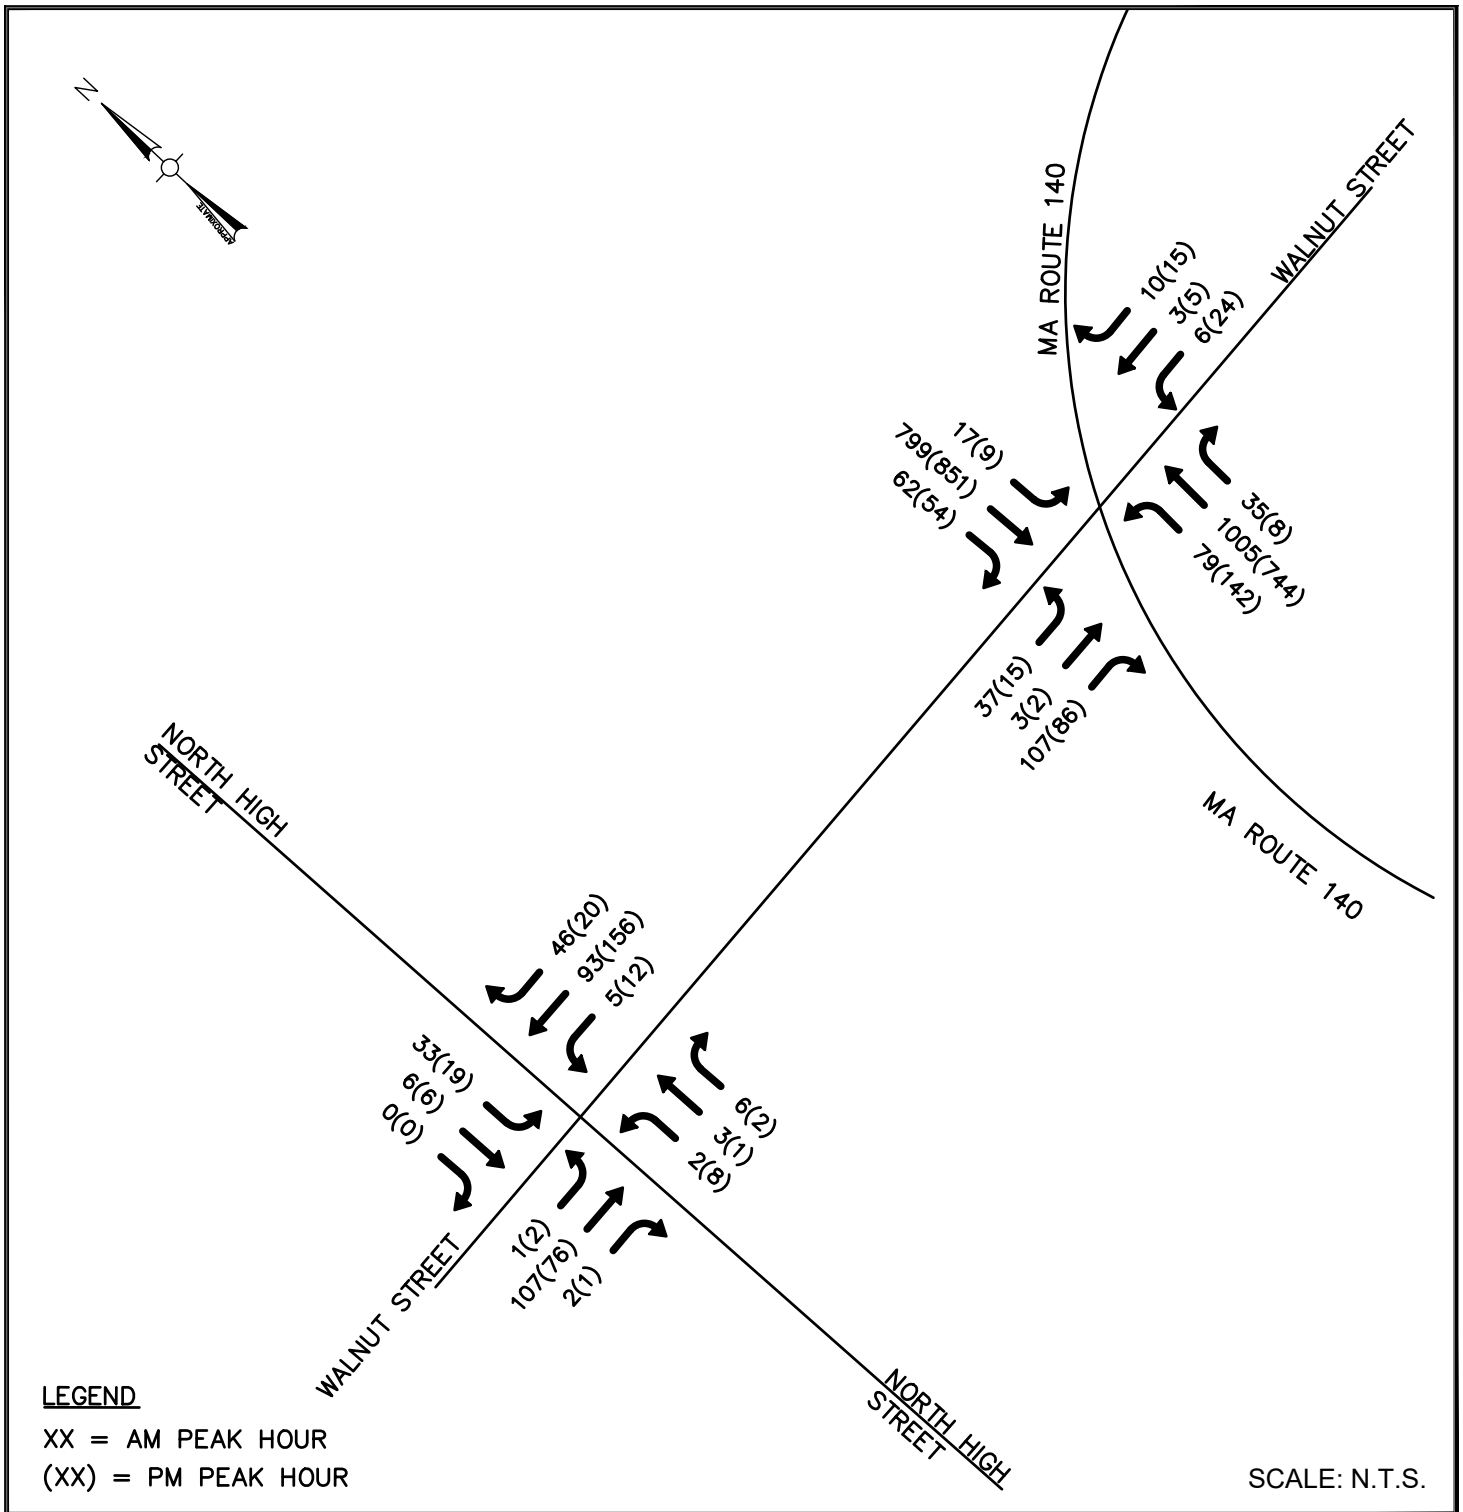 N
APPROXIMATE
MA ROUTE 140
WALNUT STREET
10(15)
3(5)
6(24)
17(9)
799(851)
62(54)
35(8)
1005(744)
79(142)
37(15)
3(2)
107(86)
MA ROUTE 140
NORTH HIGH
STREET
46(20)
93(156)
5(12)
33(19)
6(6)
0(0)
6(2)
3(1)
2(8)
1(2)
107(76)
2(1)
WALNUT STREET
NORTH HIGH
STREET
LEGEND
XX = AM PEAK HOUR
(XX) = PM PEAK HOUR
SCALE: N.T.S.